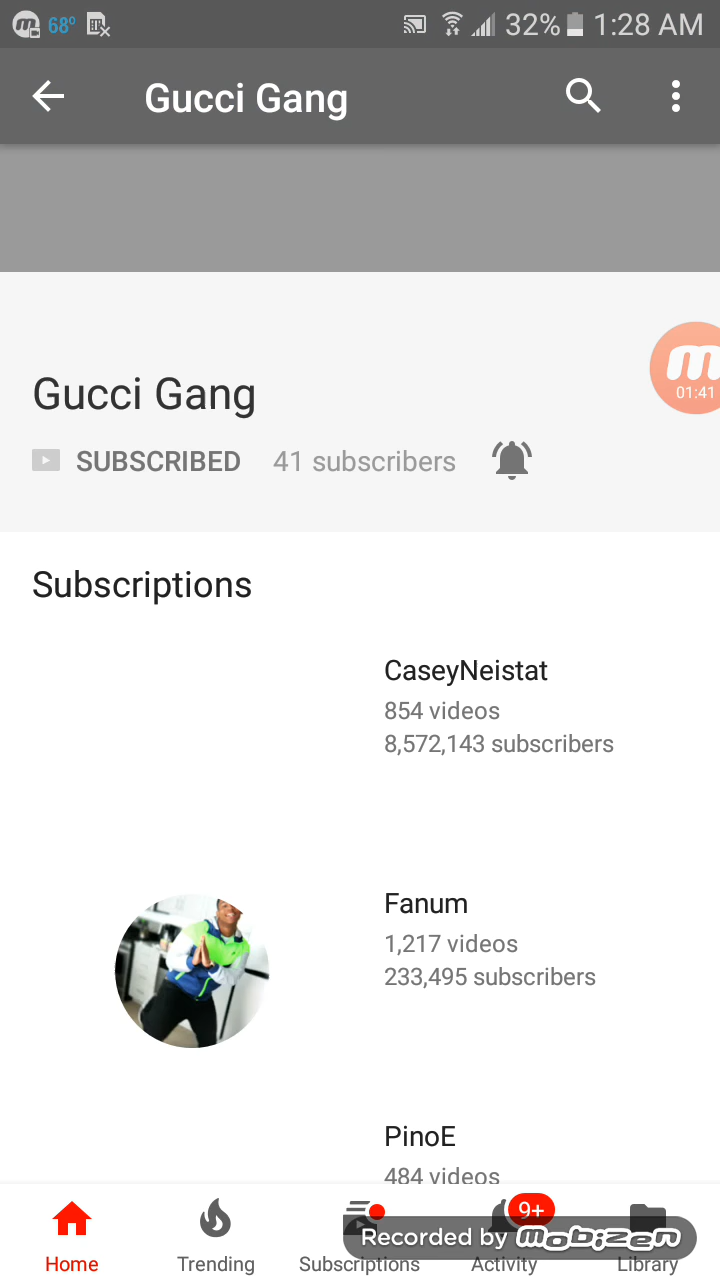 68° 32% 1:28 AM
Gucci Gang
Gucci Gang
01:41
SUBSCRIBED 41 subscribers
Subscriptions
CaseyNeistat
854 videos
8,572,143 subscribers
Fanum
1,217 videos
233,495 subscribers
PinoE
484 videos
9+
Recorded by mobizen
Home Trending Subscriptions Activity Library